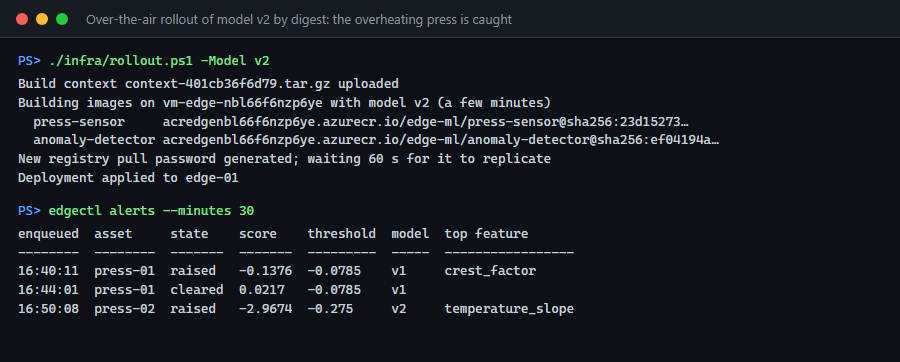 Over-the-air rollout of model v2 by digest: the overheating press is caught
PS> ./infra/rollout.ps1 -Model v2
Build context context-401cb36f6d79.tar.gz uploaded
Building images on vm-edge-nbl66f6nzp6ye with model v2 (a few minutes)
press-sensor     acredgenbl66f6nzp6ye.azurecr.io/edge-ml/press-sensor@sha256:23d15273…
anomaly-detector acredgenbl66f6nzp6ye.azurecr.io/edge-ml/anomaly-detector@sha256:ef04194a…
New registry pull password generated; waiting 60 s for it to replicate
Deployment applied to edge-01
PS> edgectl alerts --minutes 30
enqueued  asset     state    score    threshold  model  top feature
--------  --------  -------  -------  ---------  -----  -----------------
16:40:11  press-01  raised   -0.1376  -0.0785    v1     crest_factor
16:44:01  press-01  cleared  0.0217   -0.0785    v1
16:50:08  press-02  raised   -2.9674  -0.275     v2     temperature_slope